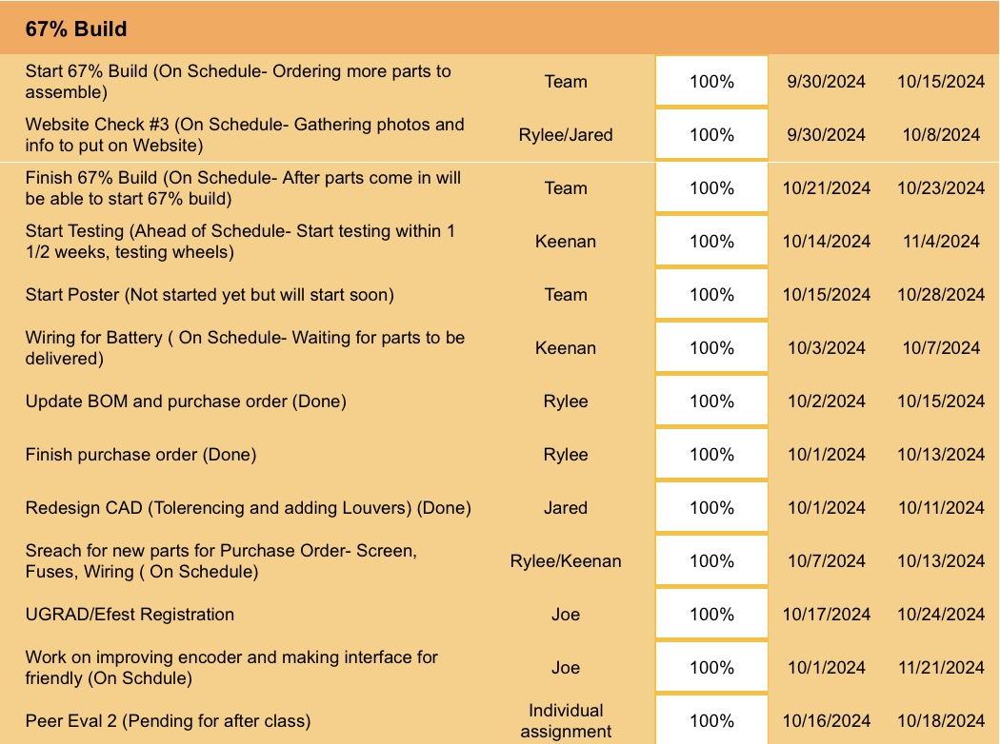 67% Build
Start 67% Build (On Schedule- Ordering more parts to
assemble)
Team
100%
9/30/2024
10/15/2024
Website Check #3 (On Schedule- Gathering photos and
info to put on Website)
Rylee/Jared
100%
9/30/2024
10/8/2024
Finish 67% Build (On Schedule- After parts come in will
be able to start 67% build)
Team
100%
10/21/2024
10/23/2024
Start Testing (Ahead of Schedule- Start testing within 1
1/2 weeks, testing wheels)
Keenan
100%
10/14/2024
11/4/2024
Start Poster (Not started yet but will start soon)
Team
100%
10/15/2024
10/28/2024
Wiring for Battery ( On Schedule- Waiting for parts to be
delivered)
Keenan
100%
10/3/2024
10/7/2024
Update BOM and purchase order (Done)
Rylee
100%
10/2/2024
10/15/2024
Finish purchase order (Done)
Rylee
100%
10/1/2024
10/13/2024
Redesign CAD (Tolerencing and adding Louvers) (Done)
Jared
100%
10/1/2024
10/11/2024
Sreach for new parts for Purchase Order- Screen,
Fuses, Wiring ( On Schedule)
Rylee/Keenan
100%
10/7/2024
10/13/2024
UGRAD/Efest Registration
Joe
100%
10/17/2024
10/24/2024
Work on improving encoder and making interface for
friendly (On Schdule)
Joe
100%
10/1/2024
11/21/2024
Peer Eval 2 (Pending for after class)
Individual
assignment
100%
10/16/2024
10/18/2024